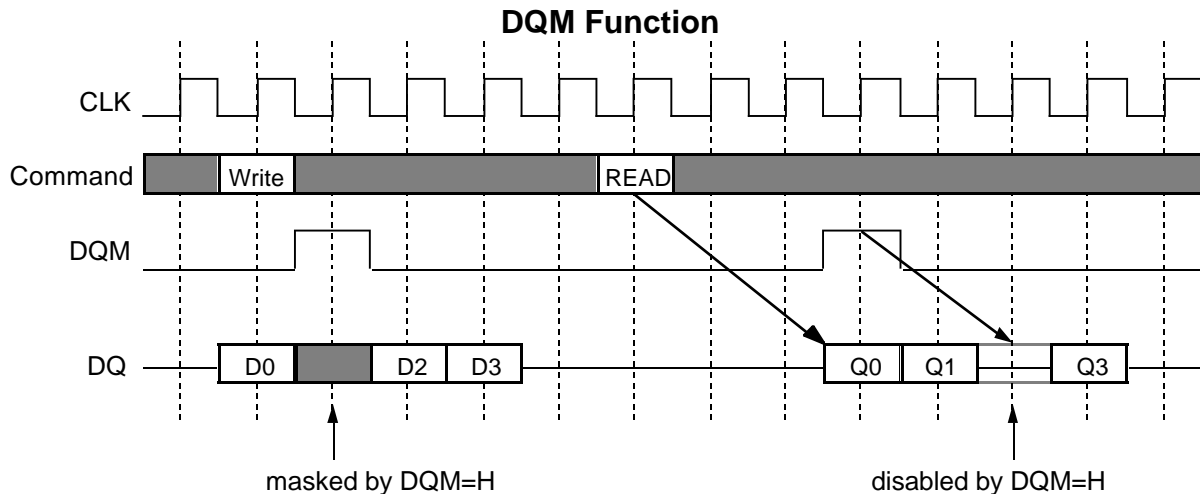 DQM Function
CLK
Command Write READ
DQM
DQ D0 D2 D3 Q0 Q1 Q3
masked by DQM=H disabled by DQM=H